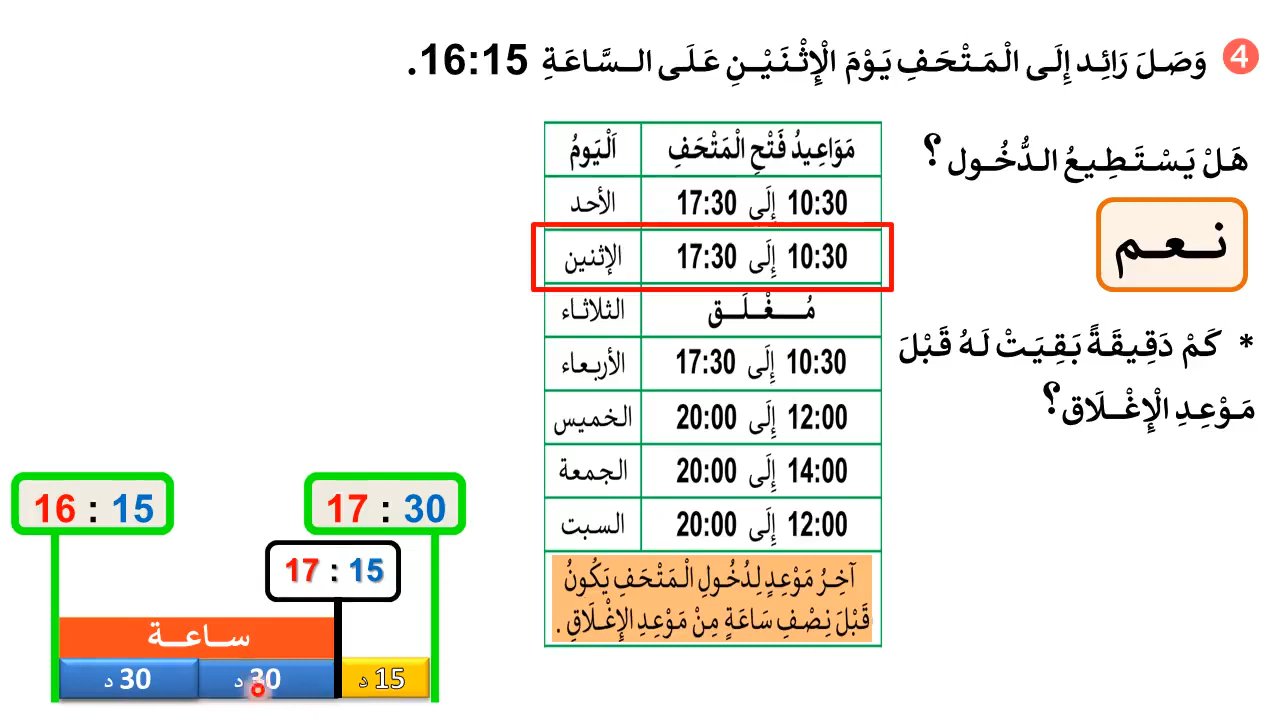 4 وَصَلَ رَائِد إِلَى الْمَتْحَفِ يَوْمَ الْإِثْنَيْنِ عَلَى السَّاعَةِ 16:15.
هَلْ يَسْتَطِيعُ الدُّخُول ؟
نعم
* كَمْ دَقِيقَةً بَقِيَتْ لَهُ قَبْلَ
مَوْعِدِ الْإِغْلَاق؟
مَوَاعِيدُ فَتْحِ الْمَتْحَفِ اَلْيَومُ
10:30 إِلَى 17:30 الأحد
10:30 إِلَى 17:30 الإثنين
مُغْلَق الثلاثاء
10:30 إِلَى 17:30 الأربعاء
12:00 إِلَى 20:00 الخميس
14:00 إِلَى 20:00 الجمعة
12:00 إِلَى 20:00 السبت
آخِرُ مَوْعِدٍ لِدُخُولِ الْمَتْحَفِ يَكُونُ
قَبْلَ نِصْفِ سَاعَةٍ مِنْ مَوْعِدِ الإِغْلَاقِ .
16 : 15
17 : 30
17 : 15
ساعة
30 د
30 د
15 د